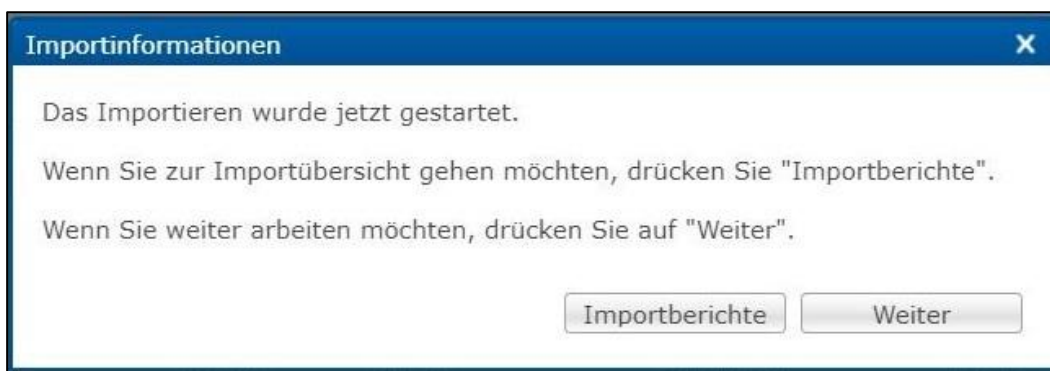 Importinformationen
Das Importieren wurde jetzt gestartet.
Wenn Sie zur Importübersicht gehen möchten, drücken Sie "Importberichte".
Wenn Sie weiter arbeiten möchten, drücken Sie auf "Weiter".
Importberichte Weiter